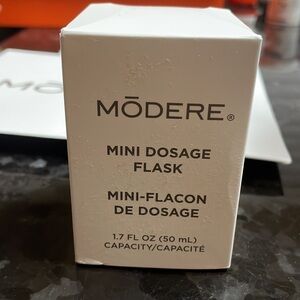 MŌDERE®
MINI DOSAGE
FLASK
MINI-FLACON
DE DOSAGE
1.7 FL OZ (50 mL)
CAPACITY/CAPACITÉ